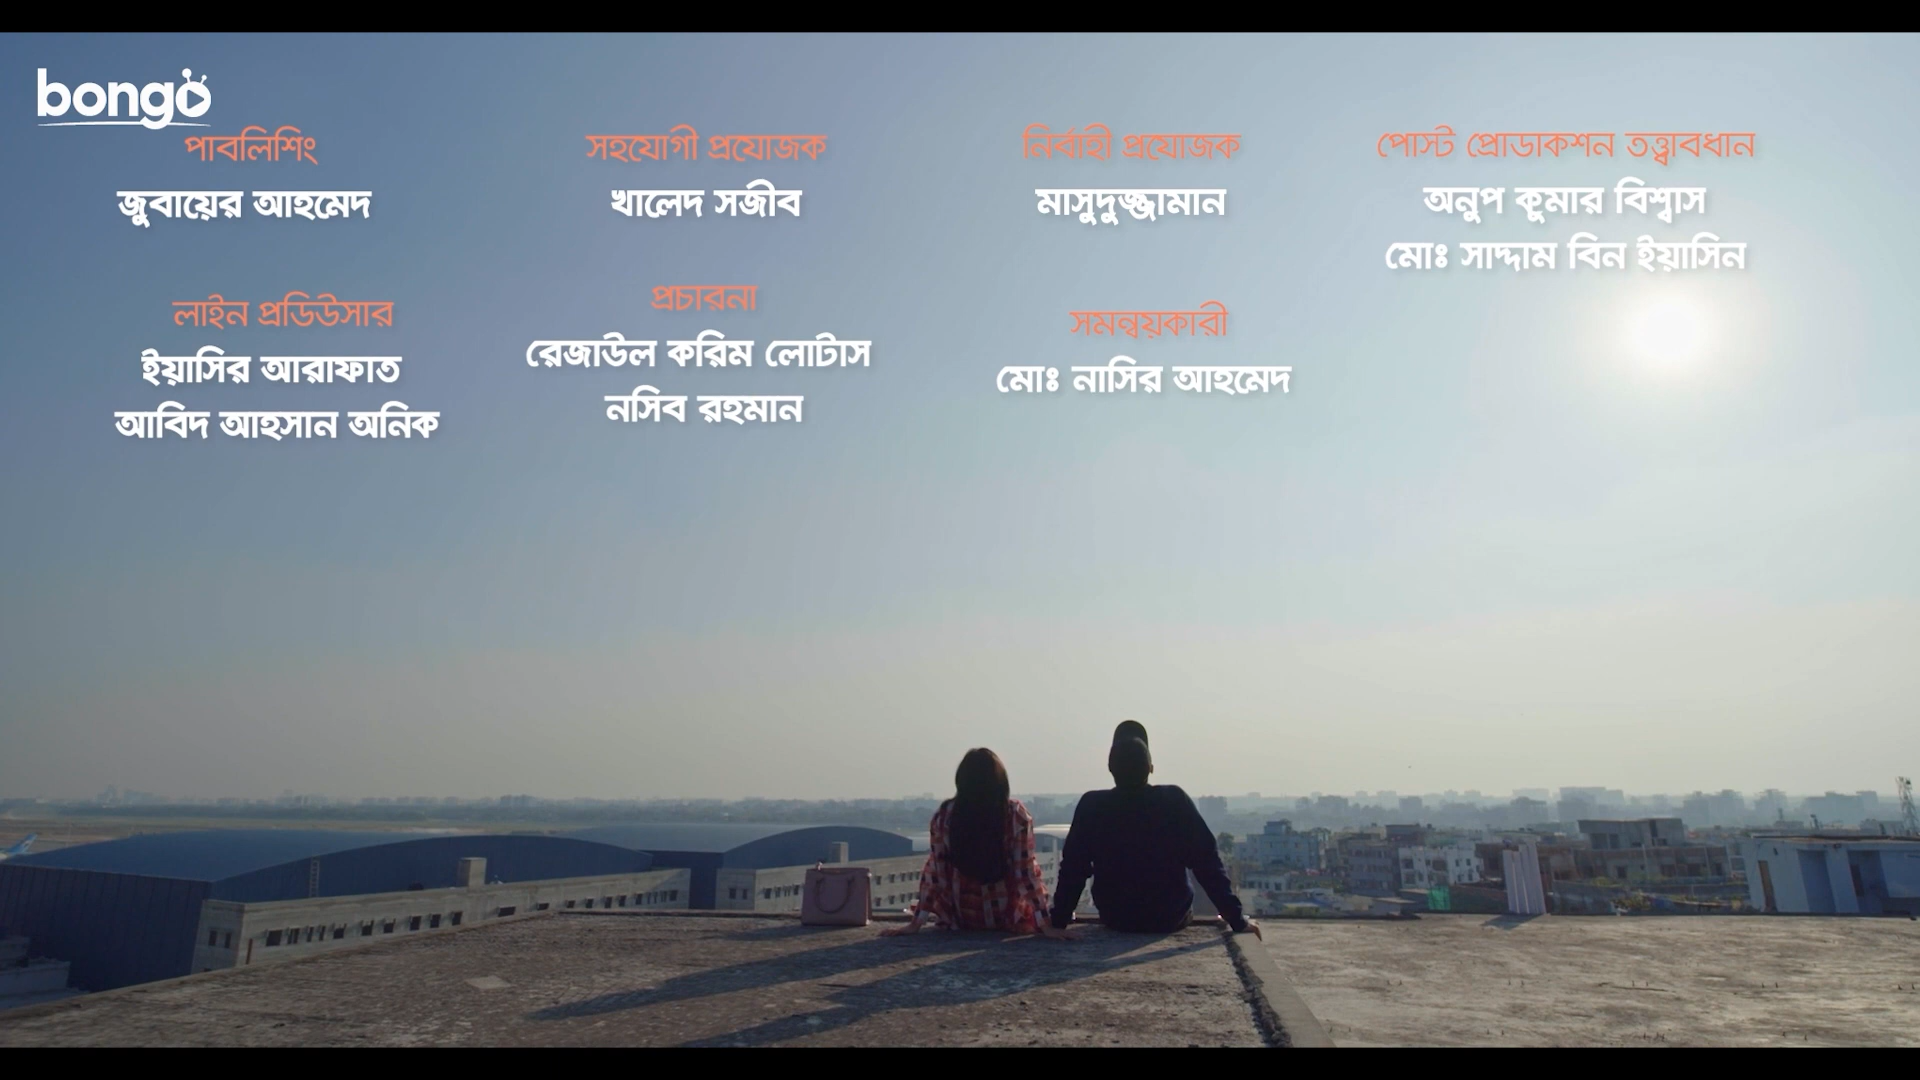 bongo
পাবলিশিং
জুবায়ের আহমেদ
সহযোগী প্রযোজক
খালেদ সজীব
নির্বাহী প্রযোজক
মাসুদুজ্জামান
পোস্ট প্রোডাকশন তত্ত্বাবধান
অনুপ কুমার বিশ্বাস
মোঃ সাদ্দাম বিন ইয়াসিন
লাইন প্রডিউসার
ইয়াসির আরাফাত
আবিদ আহসান অনিক
প্রচারনা
রেজাউল করিম লোটাস
নসিব রহমান
সমন্বয়কারী
মোঃ নাসির আহমেদ